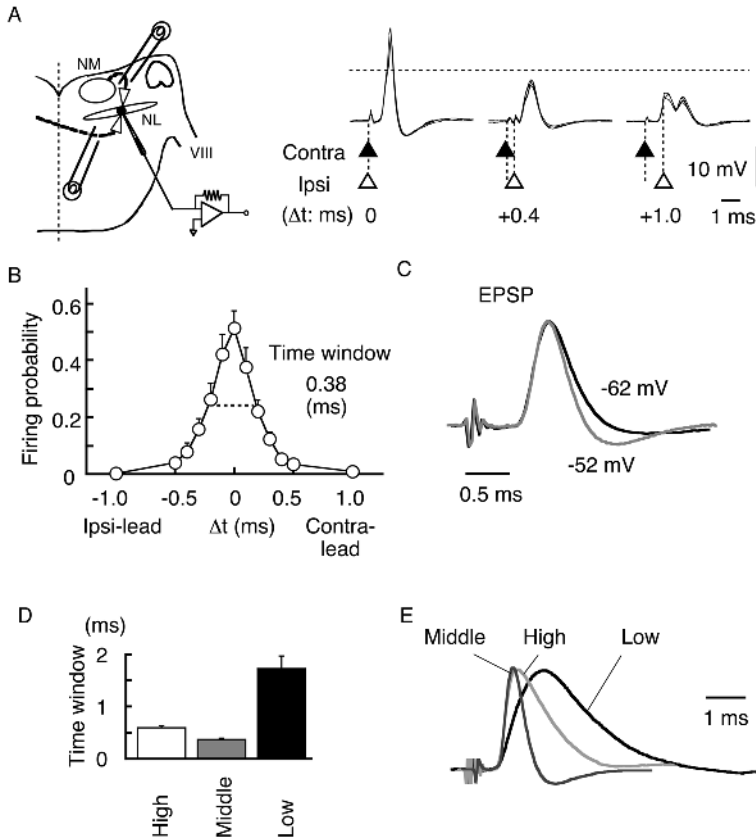 A
NM
NL
VIII
Contra
Ipsi
(Δt: ms) 0 +0.4 +1.0
10 mV
1 ms
B
Firing probability
0.6
0.4
0.2
0
Time window
0.38
(ms)
-1.0 -0.5 0 0.5 1.0
Ipsi-lead Δt (ms) Contra-
lead
C
EPSP
-62 mV
-52 mV
0.5 ms
D
(ms)
Time window
2
1
0
High
Middle
Low
E
Middle High Low
1 ms